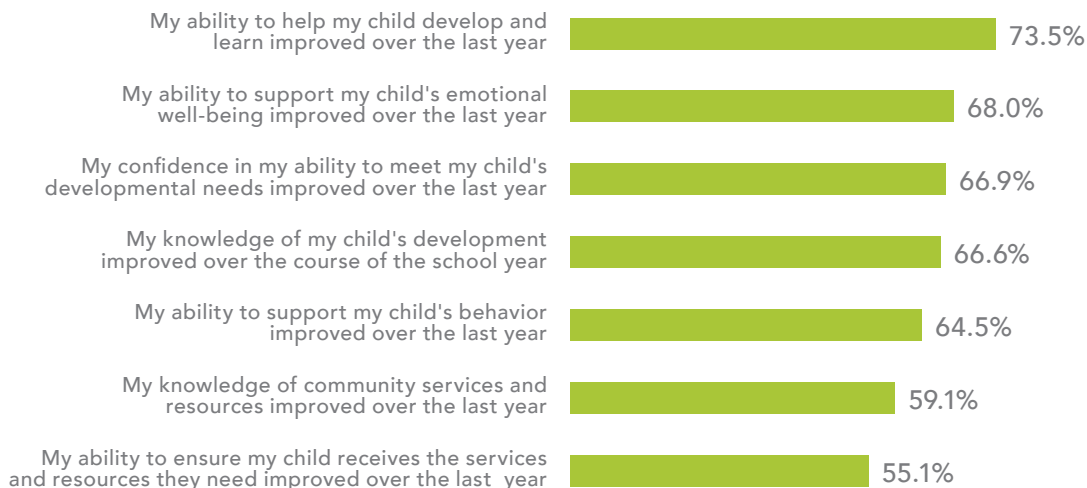 My ability to help my child develop and
learn improved over the last year
73.5%
My ability to support my child's emotional
well-being improved over the last year
68.0%
My confidence in my ability to meet my child's
developmental needs improved over the last year
66.9%
My knowledge of my child's development
improved over the course of the school year
66.6%
My ability to support my child's behavior
improved over the last year
64.5%
My knowledge of community services and
resources improved over the last year
59.1%
My ability to ensure my child receives the services
and resources they need improved over the last year
55.1%